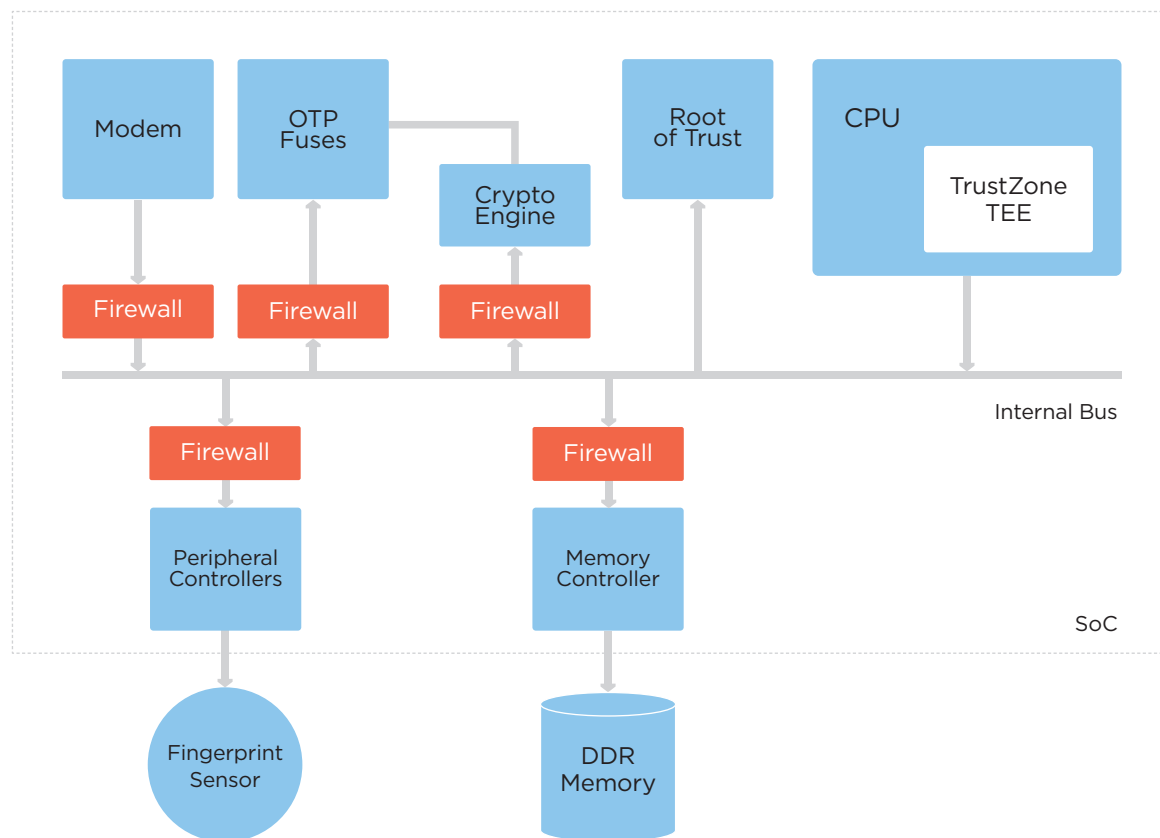 Modem
OTP
Fuses
Crypto
Engine
Root
of Trust
CPU
TrustZone
TEE
Firewall
Firewall
Firewall
Internal Bus
Firewall
Firewall
Peripheral
Controllers
Memory
Controller
SoC
Fingerprint
Sensor
DDR
Memory